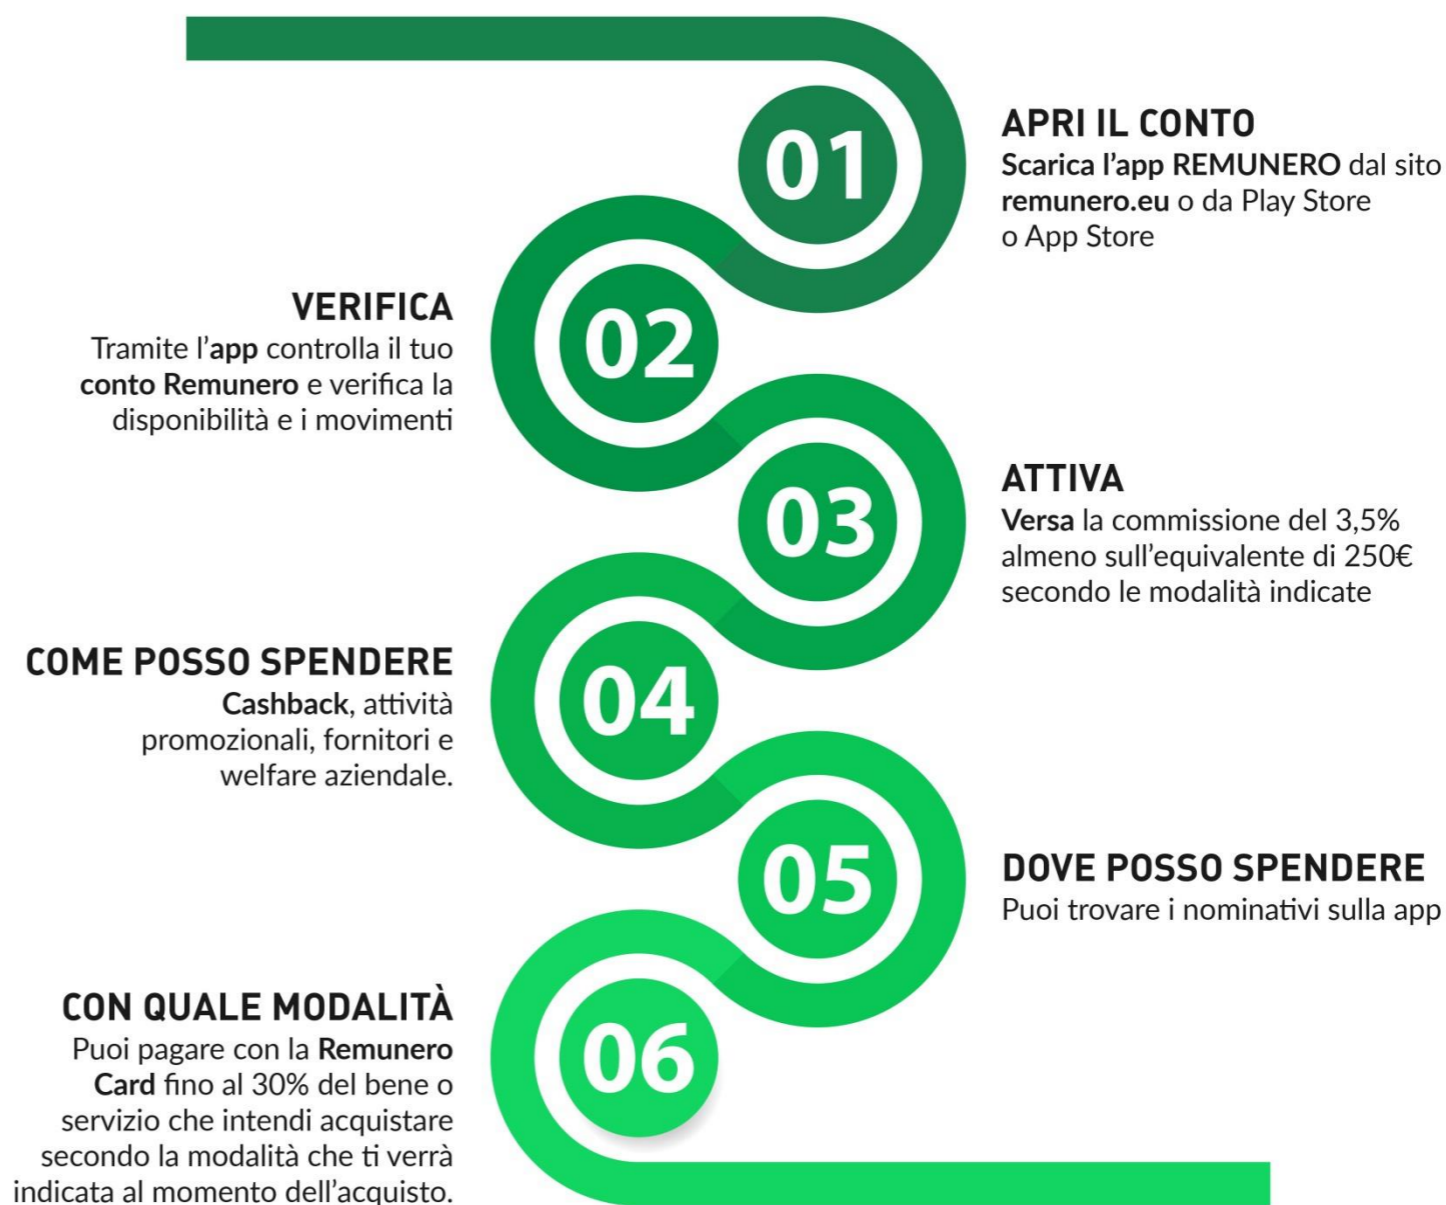 01
APRI IL CONTO
Scarica l'app REMUNERO dal sito
remunero.eu o da Play Store
o App Store
02
VERIFICA
Tramite l'app controlla il tuo
conto Remunero e verifica la
disponibilità e i movimenti
03
ATTIVA
Versa la commissione del 3,5%
almeno sull'equivalente di 250€
secondo le modalità indicate
04
COME POSSO SPENDERE
Cashback, attività
promozionali, fornitori e
welfare aziendale.
05
DOVE POSSO SPENDERE
Puoi trovare i nominativi sulla app
06
CON QUALE MODALITÀ
Puoi pagare con la Remunero
Card fino al 30% del bene o
servizio che intendi acquistare
secondo la modalità che ti verrà
indicata al momento dell'acquisto.